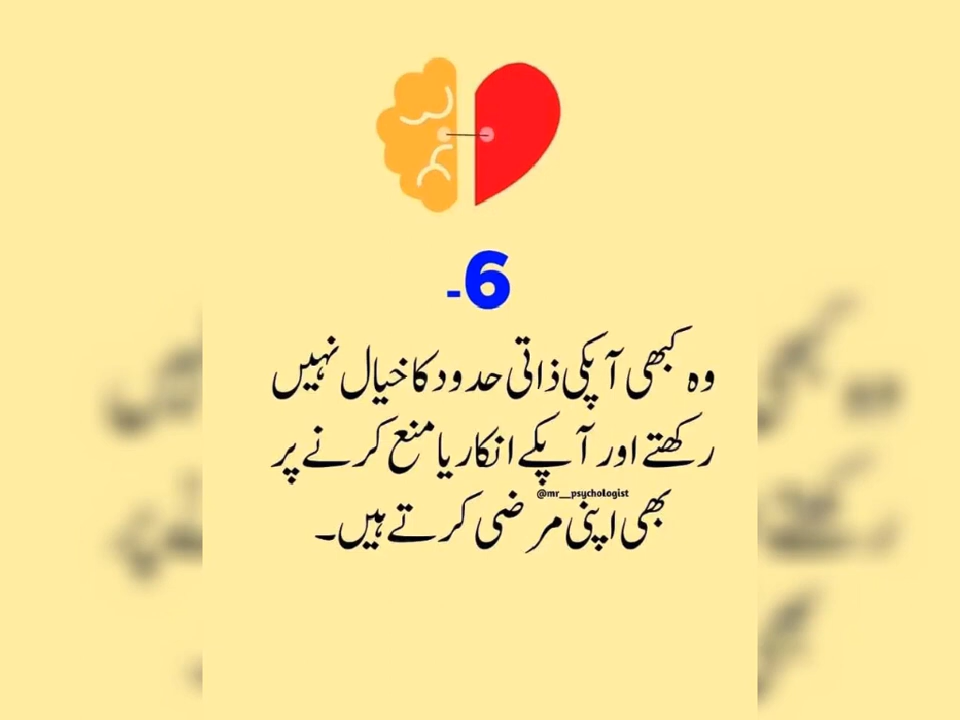 6-
وہ کبھی آپکی ذاتی حدود کا خیال نہیں
رکھتے اور آپکے انکار یا منع کرنے پر
@mr__psychologist
بھی اپنی مرضی کرتے ہیں۔